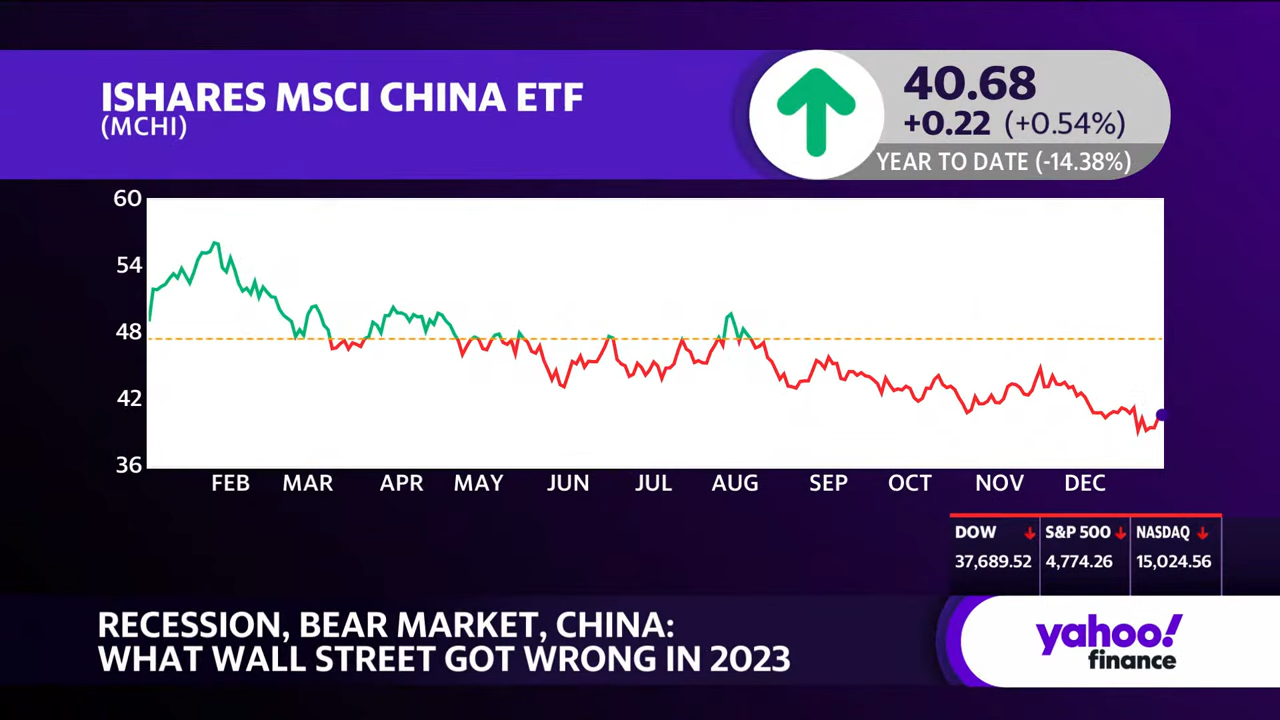 ISHARES MSCI CHINA ETF
(MCHI)
40.68
+0.22 (+0.54%)
YEAR TO DATE (-14.38%)
60
54
48
42
36
FEB MAR APR MAY JUN JUL AUG SEP OCT NOV DEC
DOW S&P 500 NASDAQ
37,689.52 4,774.26 15,024.56
RECESSION, BEAR MARKET, CHINA:
WHAT WALL STREET GOT WRONG IN 2023
yahoo!
finance